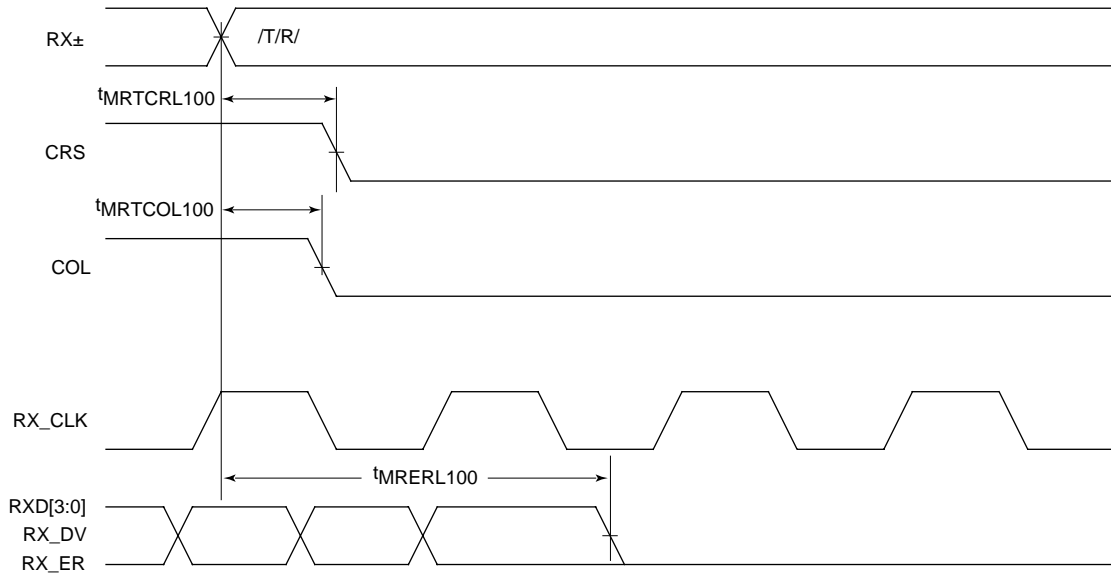 RX± /T/R/
tMRTCRL100
CRS
tMRTCOL100
COL
RX_CLK
tMRERL100
RXD[3:0]
RX_DV
RX_ER